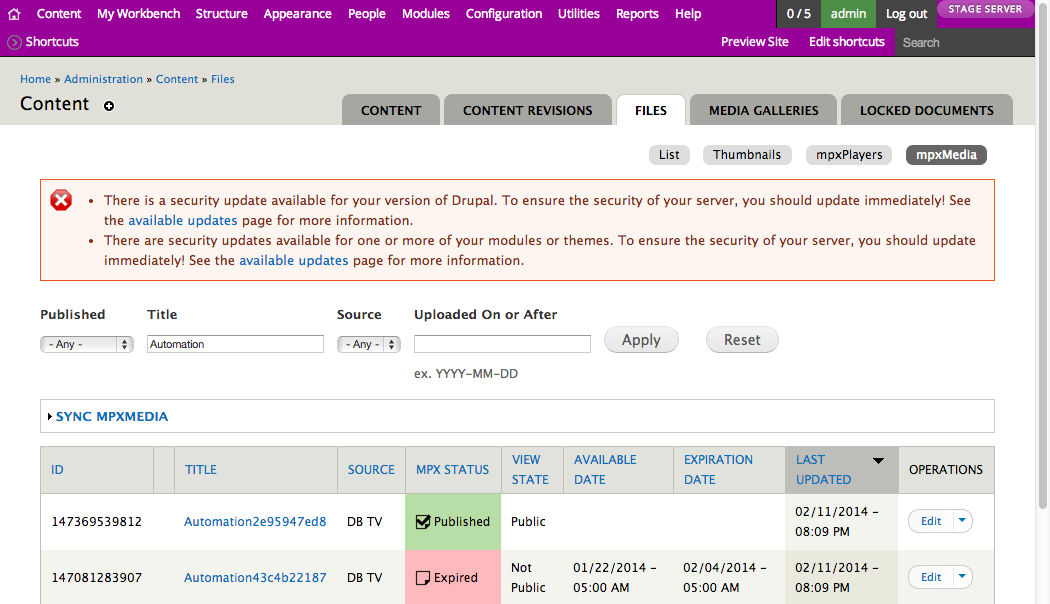 Content My Workbench Structure Appearance People Modules Configuration Utilities Reports Help 0 / 5 admin Log out STAGE SERVER
Shortcuts Preview Site Edit shortcuts Search
Home » Administration » Content » Files
Content CONTENT CONTENT REVISIONS FILES MEDIA GALLERIES LOCKED DOCUMENTS
List Thumbnails mpxPlayers mpxMedia
• There is a security update available for your version of Drupal. To ensure the security of your server, you should update immediately! See
the available updates page for more information.
• There are security updates available for one or more of your modules or themes. To ensure the security of your server, you should update
immediately! See the available updates page for more information.
Published Title Source Uploaded On or After
- Any - Automation - Any - Apply Reset
ex. YYYY-MM-DD
SYNC MPXMEDIA
ID TITLE SOURCE MPX STATUS VIEW STATE AVAILABLE DATE EXPIRATION DATE LAST UPDATED OPERATIONS
147369539812 Automation2e95947ed8 DB TV Published Public 02/11/2014 - 08:09 PM Edit
147081283907 Automation43c4b22187 DB TV Expired Not Public 01/22/2014 - 05:00 AM 02/04/2014 - 05:00 AM 02/11/2014 - 08:09 PM Edit